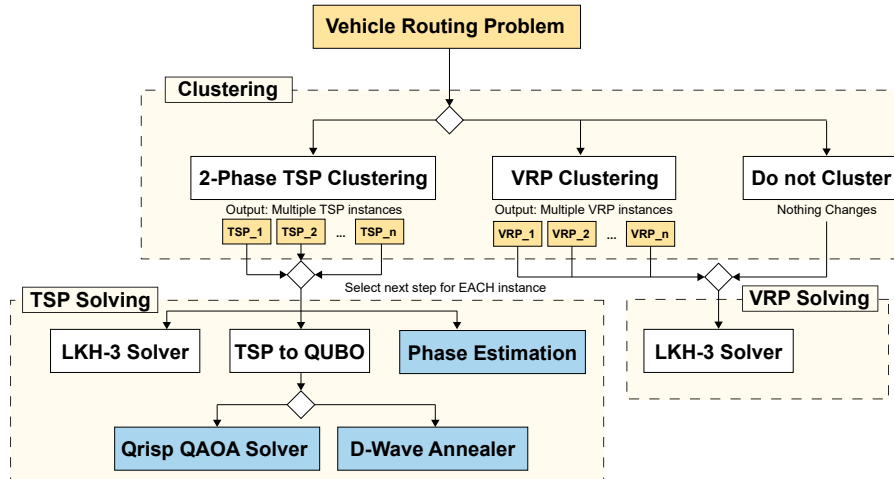 Vehicle Routing Problem
Clustering
2-Phase TSP Clustering
VRP Clustering
Do not Cluster
Output: Multiple TSP instances
Output: Multiple VRP instances
Nothing Changes
TSP_1 TSP_2 ... TSP_n
VRP_1 VRP_2 ... VRP_n
Select next step for EACH instance
TSP Solving
VRP Solving
LKH-3 Solver
TSP to QUBO
Phase Estimation
LKH-3 Solver
Qrisp QAOA Solver
D-Wave Annealer